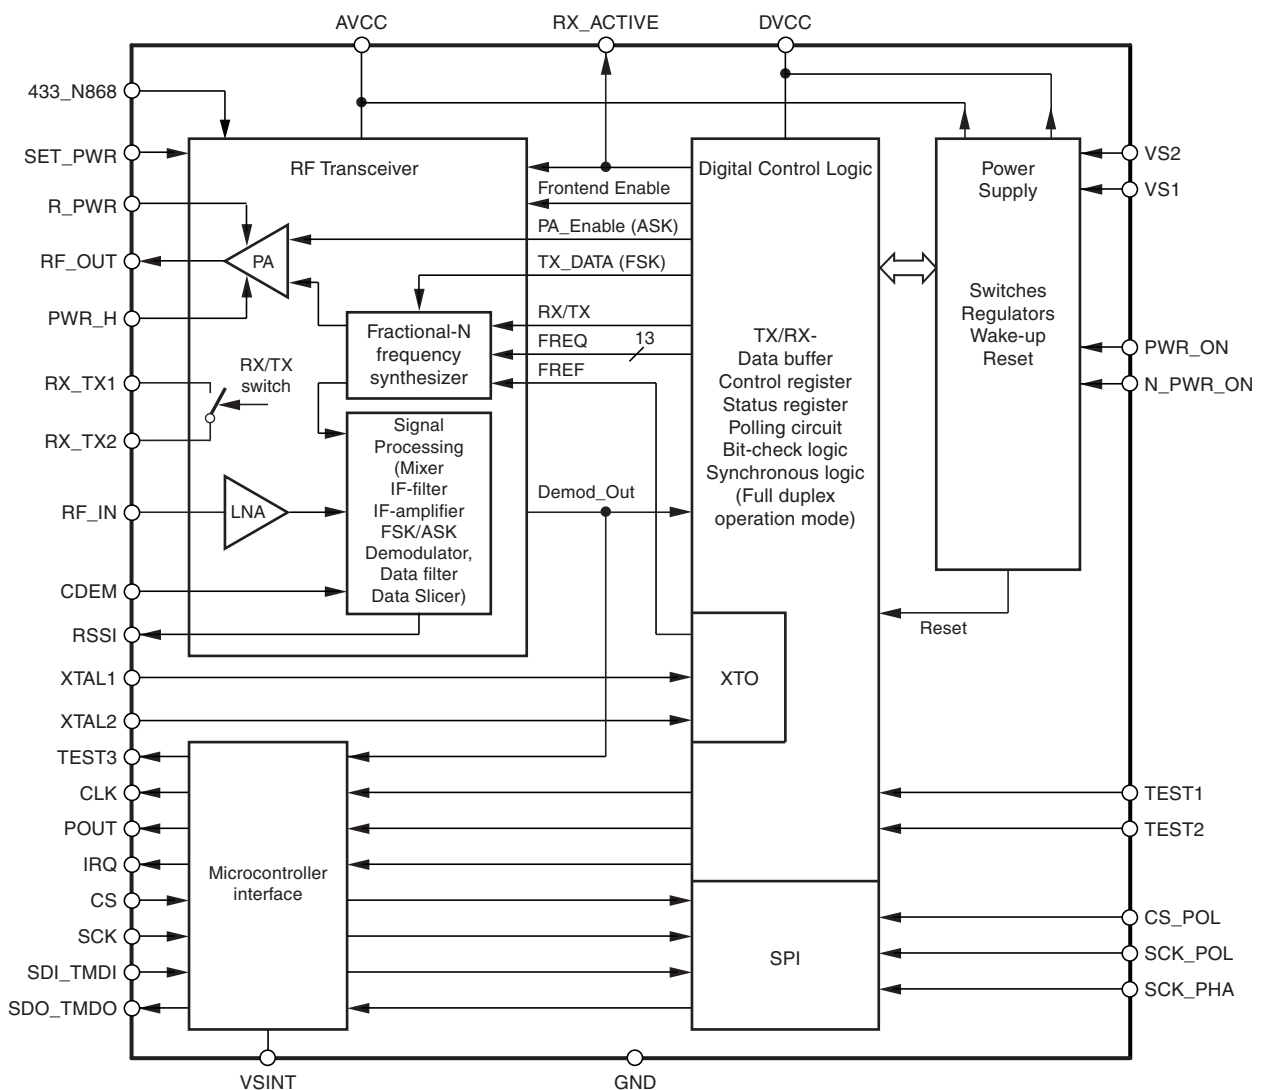 AVCC
RX_ACTIVE
DVCC
433_N868
SET_PWR
R_PWR
RF_OUT
PWR_H
RX_TX1
RX_TX2
RF_IN
CDEM
RSSI
XTAL1
XTAL2
TEST3
CLK
POUT
IRQ
CS
SCK
SDI_TMDI
SDO_TMDO
RF Transceiver
PA
RX/TX
switch
LNA
Fractional-N
frequency
synthesizer
Signal
Processing
(Mixer
IF-filter
IF-amplifier
FSK/ASK
Demodulator,
Data filter
Data Slicer)
Frontend Enable
PA_Enable (ASK)
TX_DATA (FSK)
RX/TX
FREQ
13
FREF
Demod_Out
Digital Control Logic
TX/RX-
Data buffer
Control register
Status register
Polling circuit
Bit-check logic
Synchronous logic
(Full duplex
operation mode)
XTO
SPI
Microcontroller
interface
Power
Supply
Switches
Regulators
Wake-up
Reset
Reset
VS2
VS1
PWR_ON
N_PWR_ON
TEST1
TEST2
CS_POL
SCK_POL
SCK_PHA
VSINT
GND